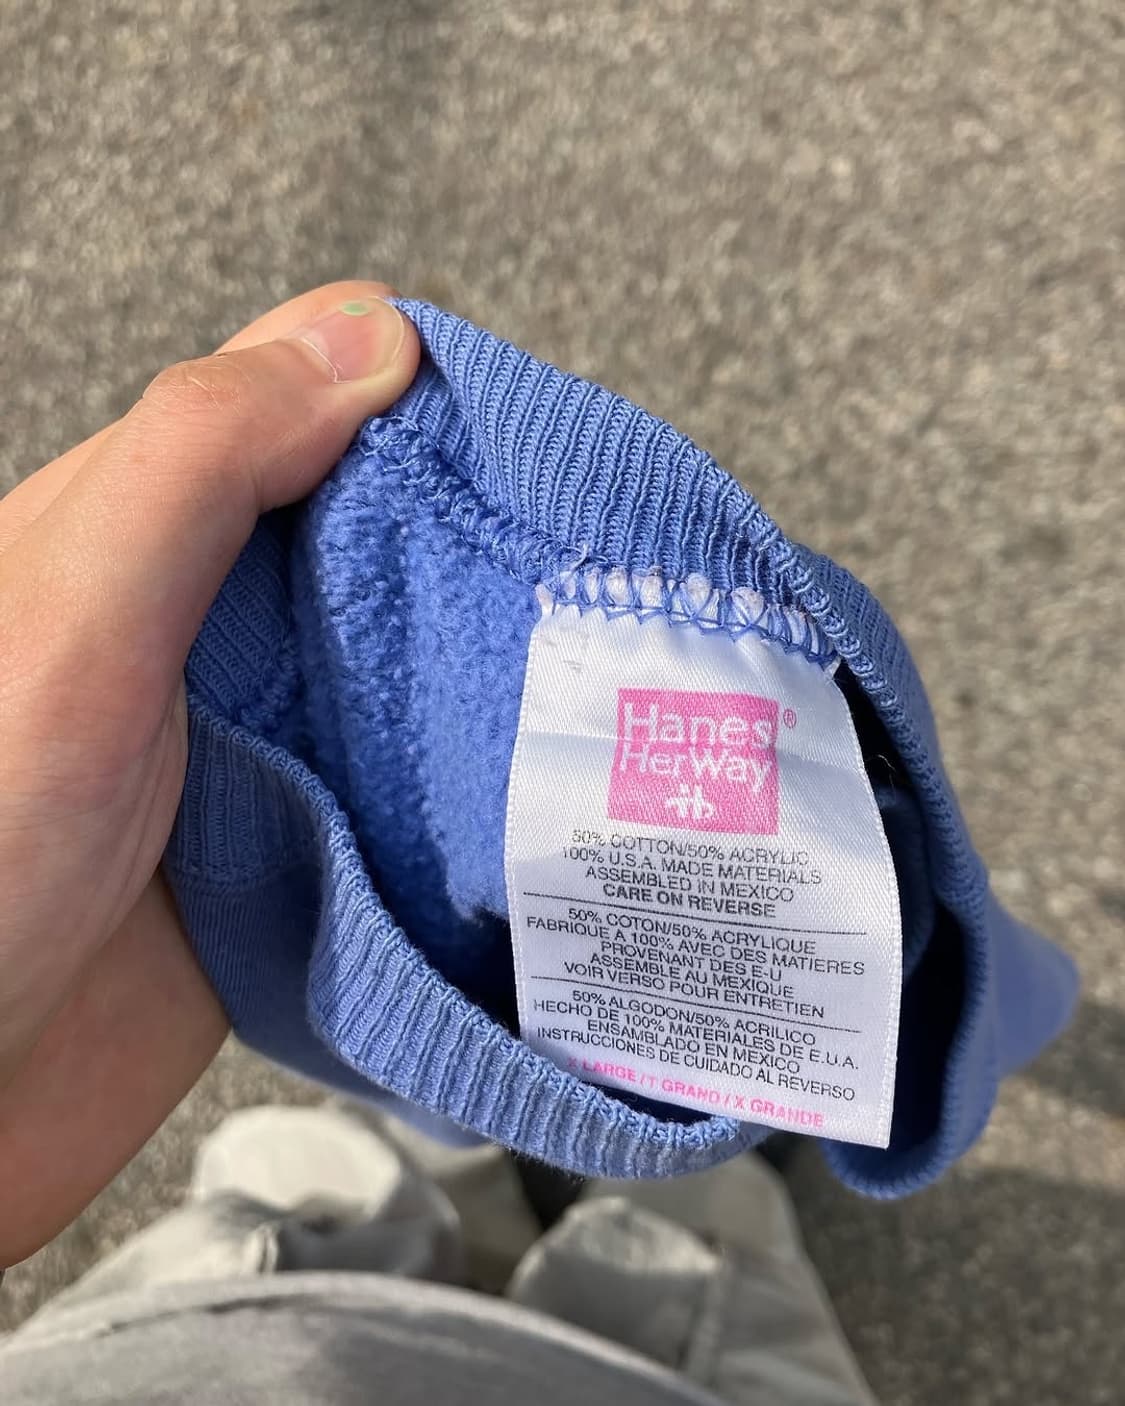 Hanes®
HerWay
50% COTTON/50% ACRYLIC
100% U.S.A. MADE MATERIALS
ASSEMBLED IN MEXICO
CARE ON REVERSE
50% COTON/50% ACRYLIQUE
FABRIQUE À 100% AVEC DES MATIERES
PROVENANT DES E-U
ASSEMBLE AU MEXIQUE
VOIR VERSO POUR ENTRETIEN
50% ALGODON/50% ACRILICO
HECHO DE 100% MATERIALES DE E.U.A.
ENSAMBLADO EN MEXICO
INSTRUCCIONES DE CUIDADO AL REVERSO
X LARGE / T GRAND / X GRANDE